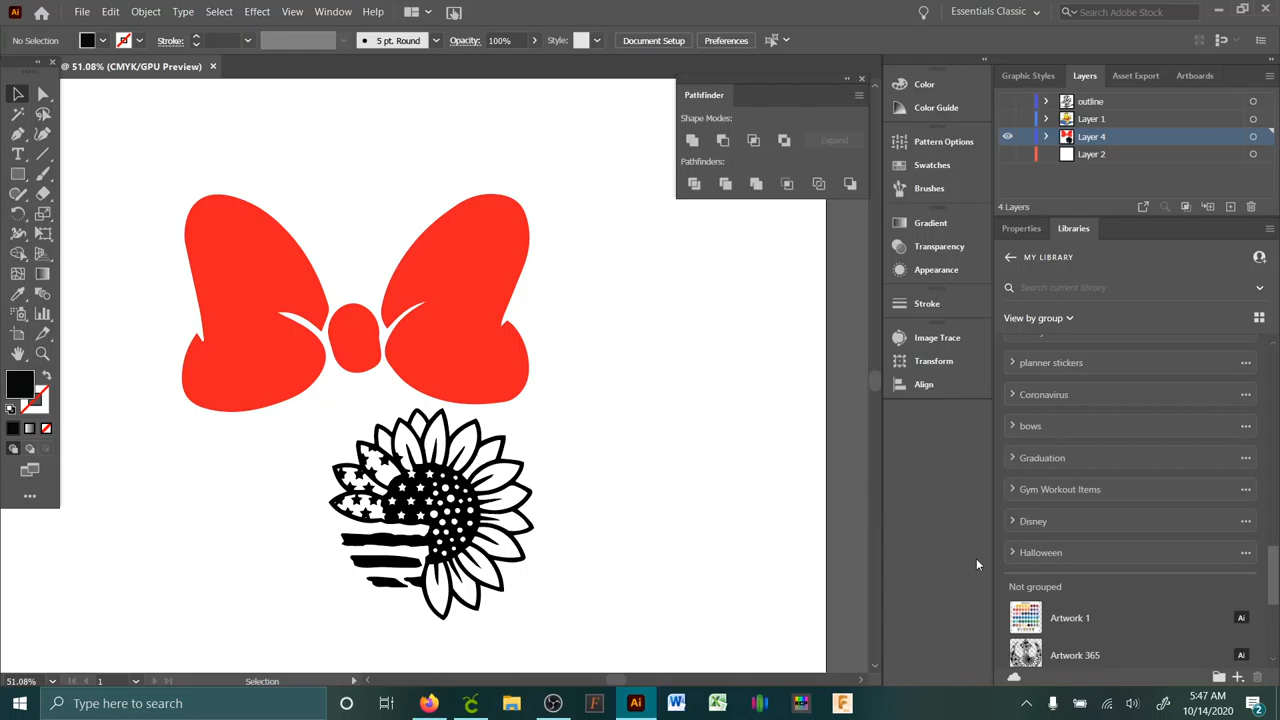 Ai File Edit Object Type Select Effect View Window Help Essentials Classic Search Adobe Stock
No Selection Stroke: 5 pt. Round Opacity: 100% Style: Document Setup Preferences
@ 51.08% (CMYK/GPU Preview)
Pathfinder
Shape Modes:
Expand
Pathfinders:
Color
Color Guide
Pattern Options
Swatches
Brushes
Gradient
Transparency
Appearance
Stroke
Image Trace
Transform
Align
Graphic Styles Layers Asset Export Artboards
outline
Layer 1
Layer 4
Layer 2
4 Layers
Properties Libraries
MY LIBRARY
Search current library
View by group
planner stickers
Coronavirus
bows
Graduation
Gym Workout Items
Disney
Halloween
Not grouped
Artwork 1 Ai
Artwork 365 Ai
51.08% 1 Selection
Type here to search
5:47 AM
10/14/2020
2